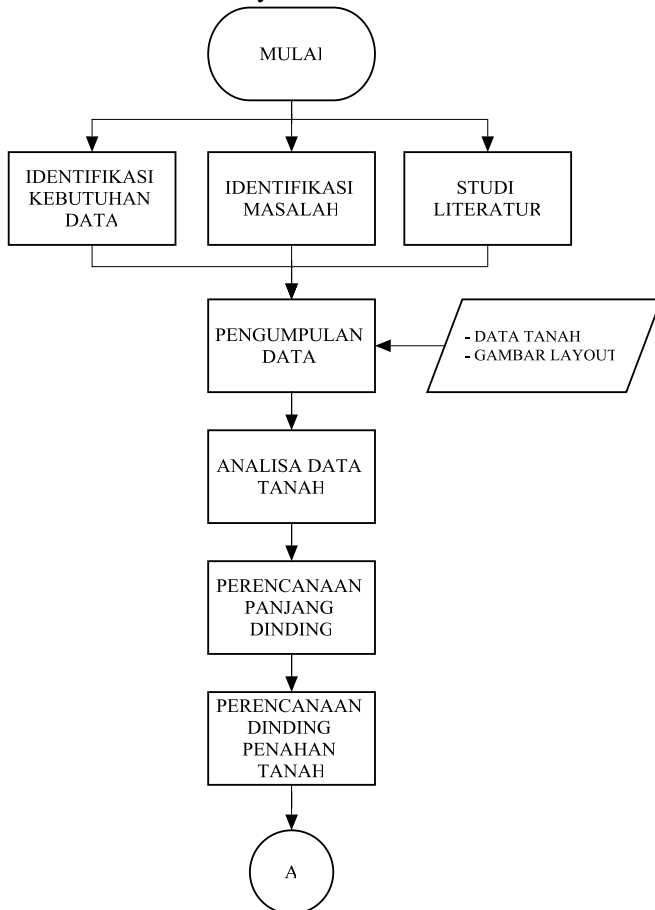 MULAI
IDENTIFIKASI
KEBUTUHAN
DATA
IDENTIFIKASI
MASALAH
STUDI
LITERATUR
PENGUMPULAN
DATA
- DATA TANAH
- GAMBAR LAYOUT
ANALISA DATA
TANAH
PERENCANAAN
PANJANG
DINDING
PERENCANAAN
DINDING
PENAHAN
TANAH
A